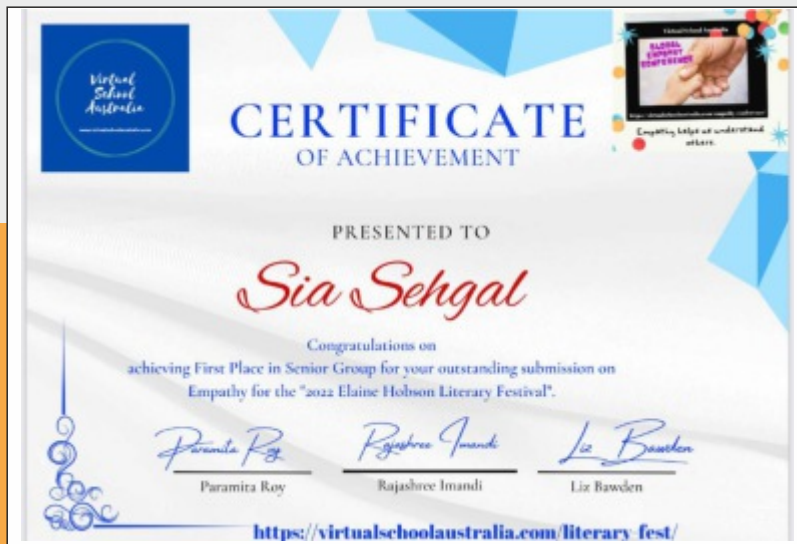 Virtual
School
Australia
www.virtualschoolaustralia.com
Virtual School Australia
GLOBAL
EMPATHY
CONFERENCE
Empathy helps us understand
others.
CERTIFICATE
OF ACHIEVEMENT
PRESENTED TO
Sia Sehgal
Congratulations on
achieving First Place in Senior Group for your outstanding submission on
Empathy for the "2022 Elaine Hobson Literary Festival".
Paramita Roy
Rajashree Imandi
Liz Bawden
Paramita Roy
Rajashree Imandi
Liz Bawden
https://virtualschoolaustralia.com/literary-fest/